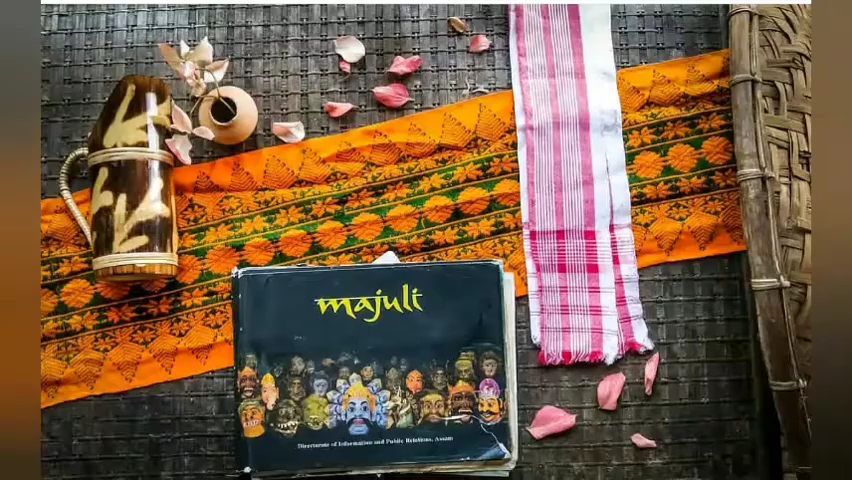 majuli
Directorate of Information and Public Relations, Assam